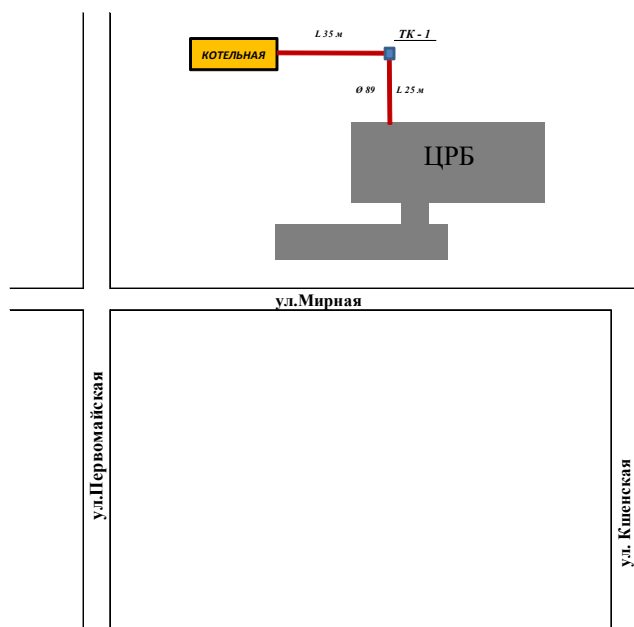 L 35 м
ТК - 1
КОТЕЛЬНАЯ
Ø 89
L 25 м
ЦРБ
ул.Мирная
ул.Первомайская
ул. Кшенская